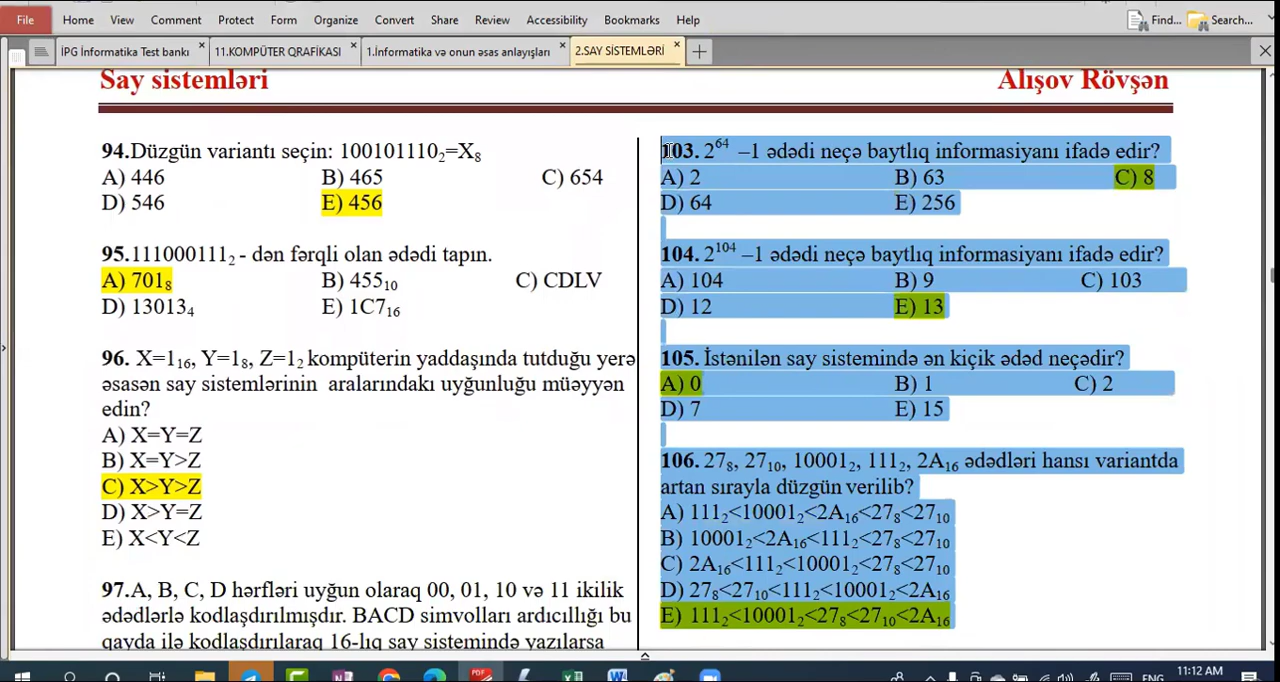 File Home View Comment Protect Form Organize Convert Share Review Accessibility Bookmarks Help Find... Search...
İPG İnformatika Test bankı 11.KOMPÜTER QRAFİKASI 1.İnformatika və onun əsas anlayışları 2.SAY SİSTEMLƏRİ
Say sistemləri Alışov Rövşən
94.Düzgün variantı seçin: 100101110₂=X₈
A) 446 B) 465 C) 654
D) 546 E) 456
95.111000111₂ - dən fərqli olan ədədi tapın.
A) 701₈ B) 455₁₀ C) CDLV
D) 13013₄ E) 1C7₁₆
96. X=1₁₆, Y=1₈, Z=1₂ kompüterin yaddaşında tutduğu yerə
əsasən say sistemlərinin aralarındakı uyğunluğu müəyyən
edin?
A) X=Y=Z
B) X=Y>Z
C) X>Y>Z
D) X>Y=Z
E) X<Y<Z
97.A, B, C, D hərfləri uyğun olaraq 00, 01, 10 və 11 ikilik
ədədlərlə kodlaşdırılmışdır. BACD simvolları ardıcıllığı bu
qayda ilə kodlaşdırılaraq 16-lıq say sistemində yazılarsa
103. 2⁶⁴ –1 ədədi neçə baytlıq informasiyanı ifadə edir?
A) 2 B) 63 C) 8
D) 64 E) 256
104. 2¹⁰⁴ –1 ədədi neçə baytlıq informasiyanı ifadə edir?
A) 104 B) 9 C) 103
D) 12 E) 13
105. İstənilən say sistemində ən kiçik ədəd neçədir?
A) 0 B) 1 C) 2
D) 7 E) 15
106. 27₈, 27₁₀, 10001₂, 111₂, 2A₁₆ ədədləri hansı variantda
artan sırayla düzgün verilib?
A) 111₂<10001₂<2A₁₆<27₈<27₁₀
B) 10001₂<2A₁₆<111₂<27₈<27₁₀
C) 2A₁₆<111₂<10001₂<27₈<27₁₀
D) 27₈<27₁₀<111₂<10001₂<2A₁₆
E) 111₂<10001₂<27₈<27₁₀<2A₁₆
ENG 11:12 AM